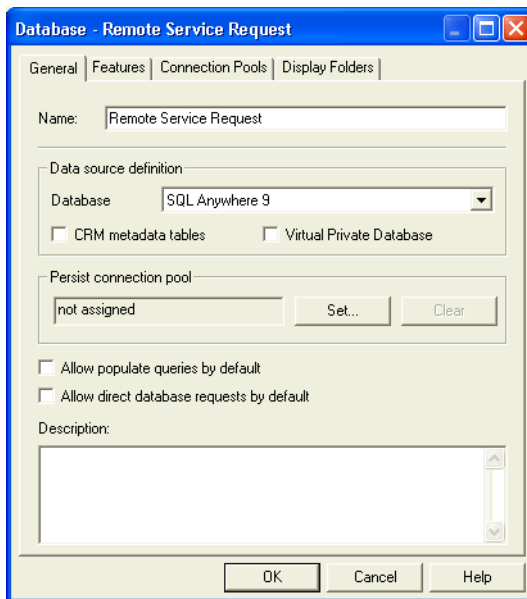 Database - Remote Service Request
General Features Connection Pools Display Folders
Name: Remote Service Request
Data source definition
Database SQL Anywhere 9
CRM metadata tables Virtual Private Database
Persist connection pool
not assigned Set... Clear
Allow populate queries by default
Allow direct database requests by default
Description:
OK Cancel Help